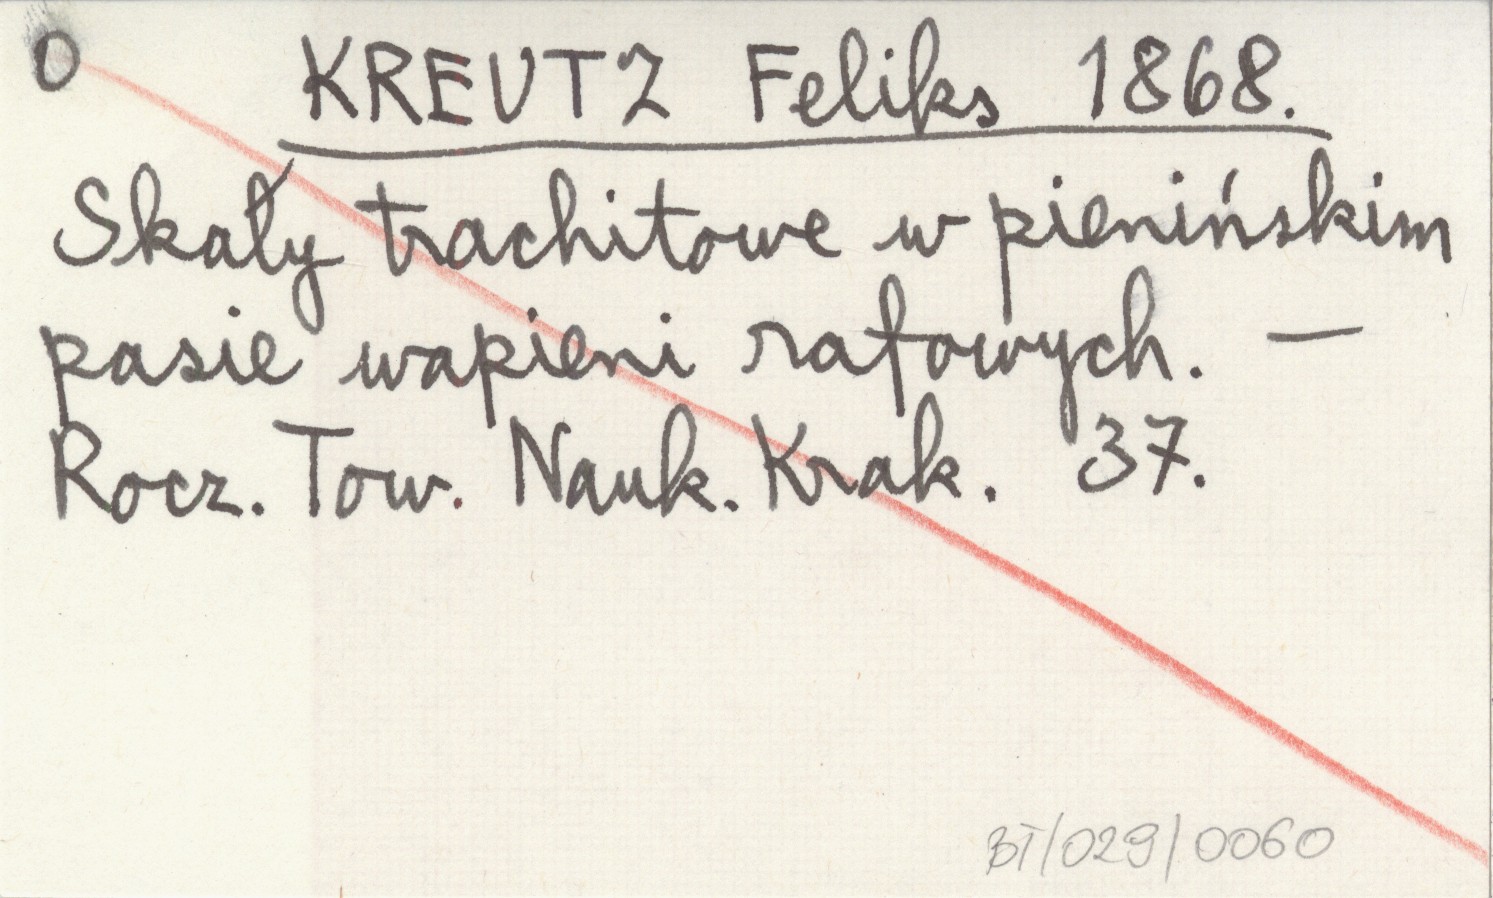 0 KREUTZ Feliks 1868.
Skały trachitowe w pienińskim
pasie wapieni rafowych. —
Rocz. Tow. Nauk. Krak. 37.
BT/029/0060